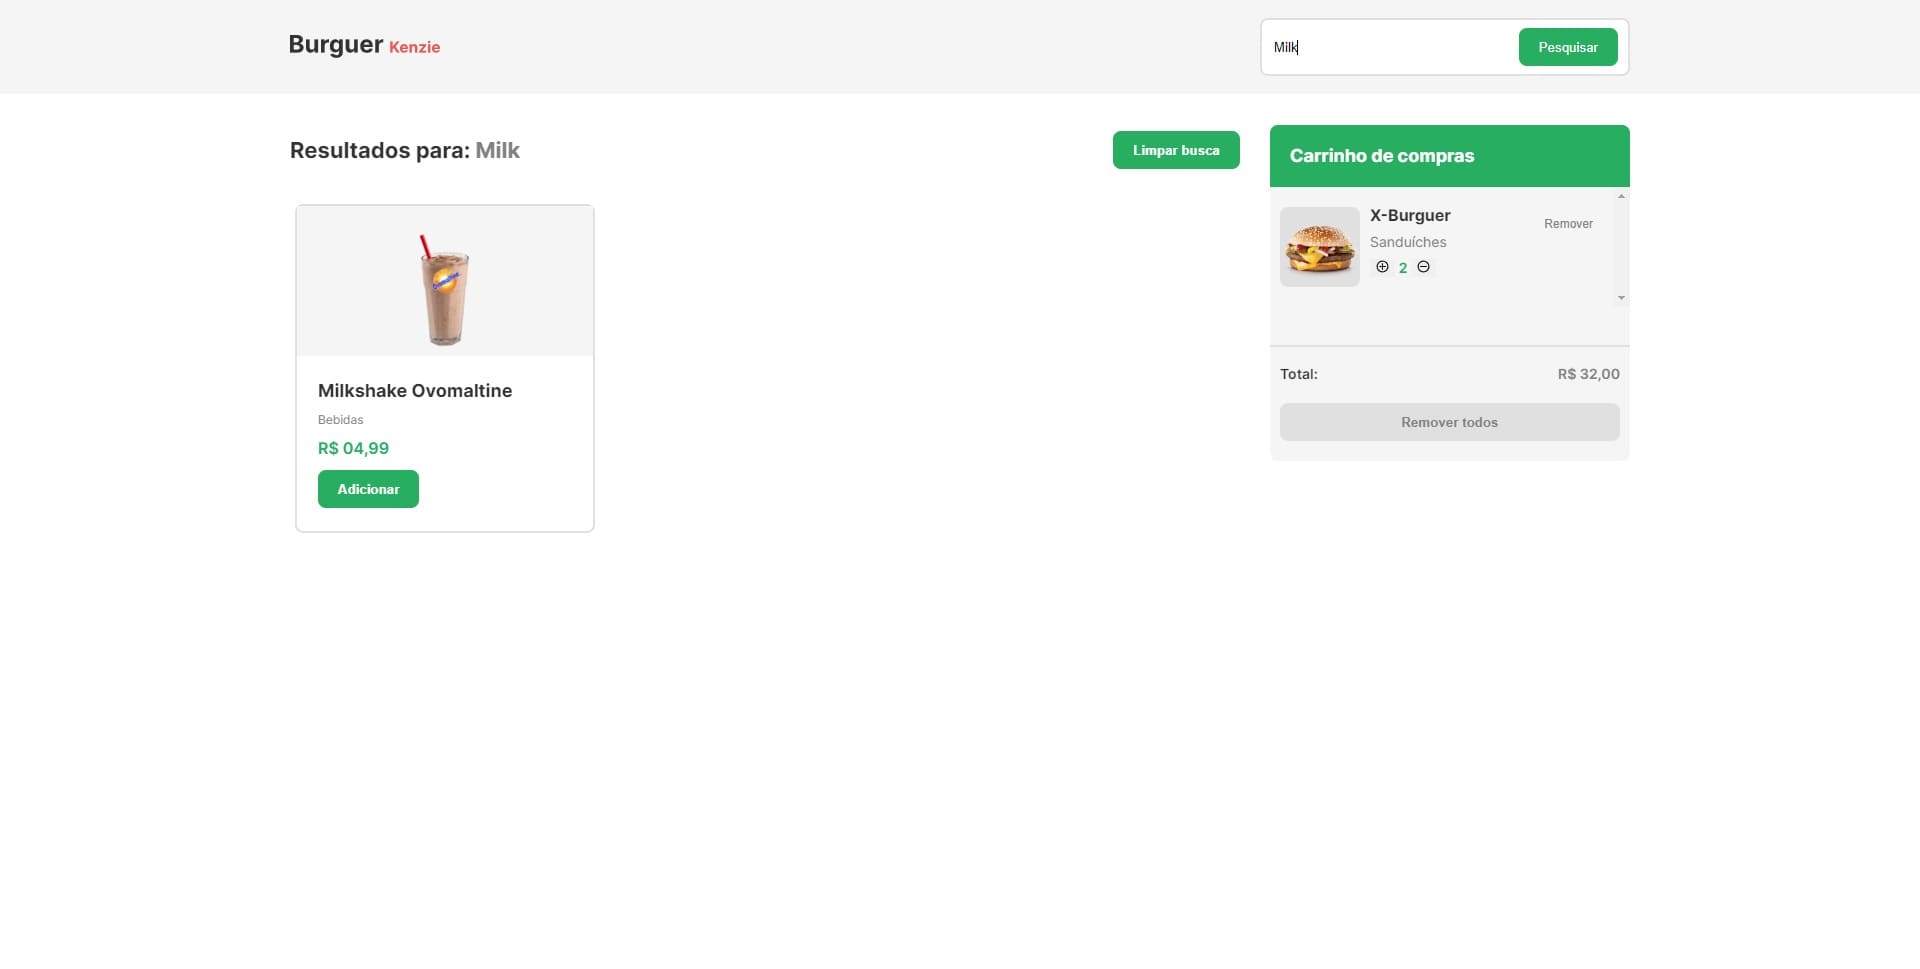 Burguer Kenzie
Milk
Pesquisar
Resultados para: Milk
Limpar busca
Ovomaltine
Milkshake Ovomaltine
Bebidas
R$ 04,99
Adicionar
Carrinho de compras
X-Burguer
Remover
Sanduíches
2
Total:
R$ 32,00
Remover todos